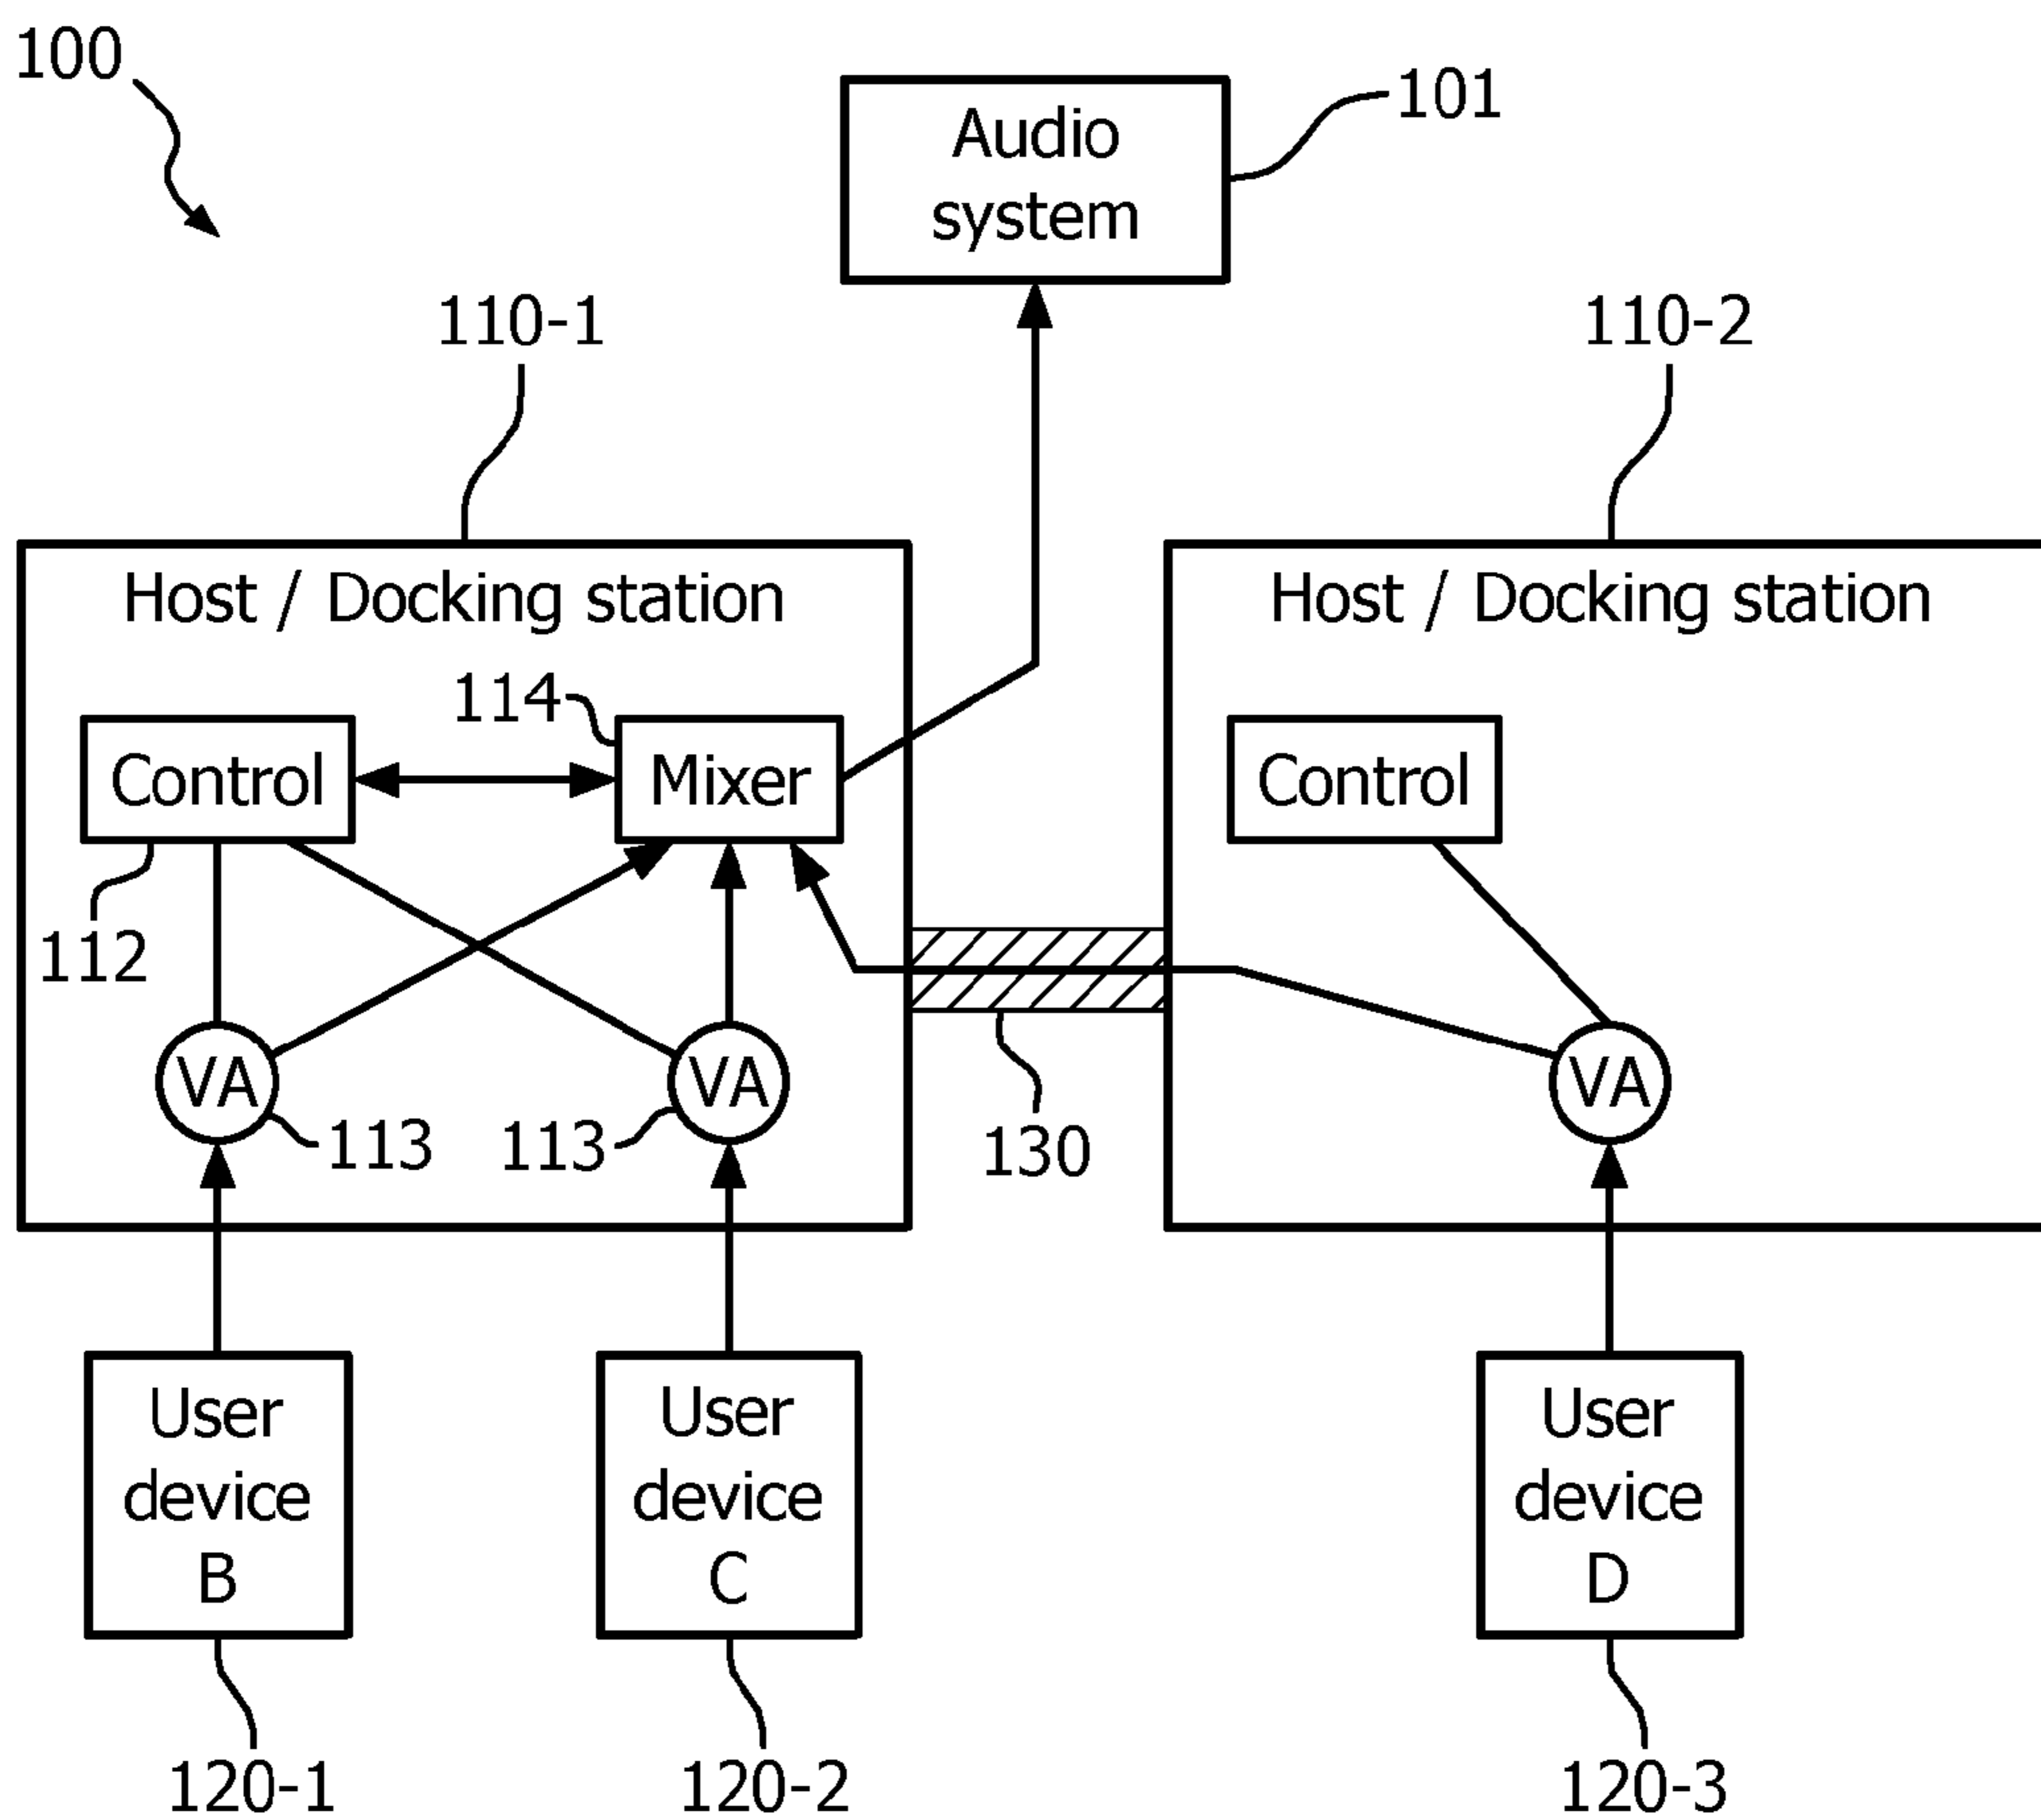 100
Audio
system
101
110-1
110-2
Host / Docking station
Host / Docking station
114
Control
Mixer
Control
112
VA
VA
VA
113
113
130
User
device
B
User
device
C
User
device
D
120-1
120-2
120-3